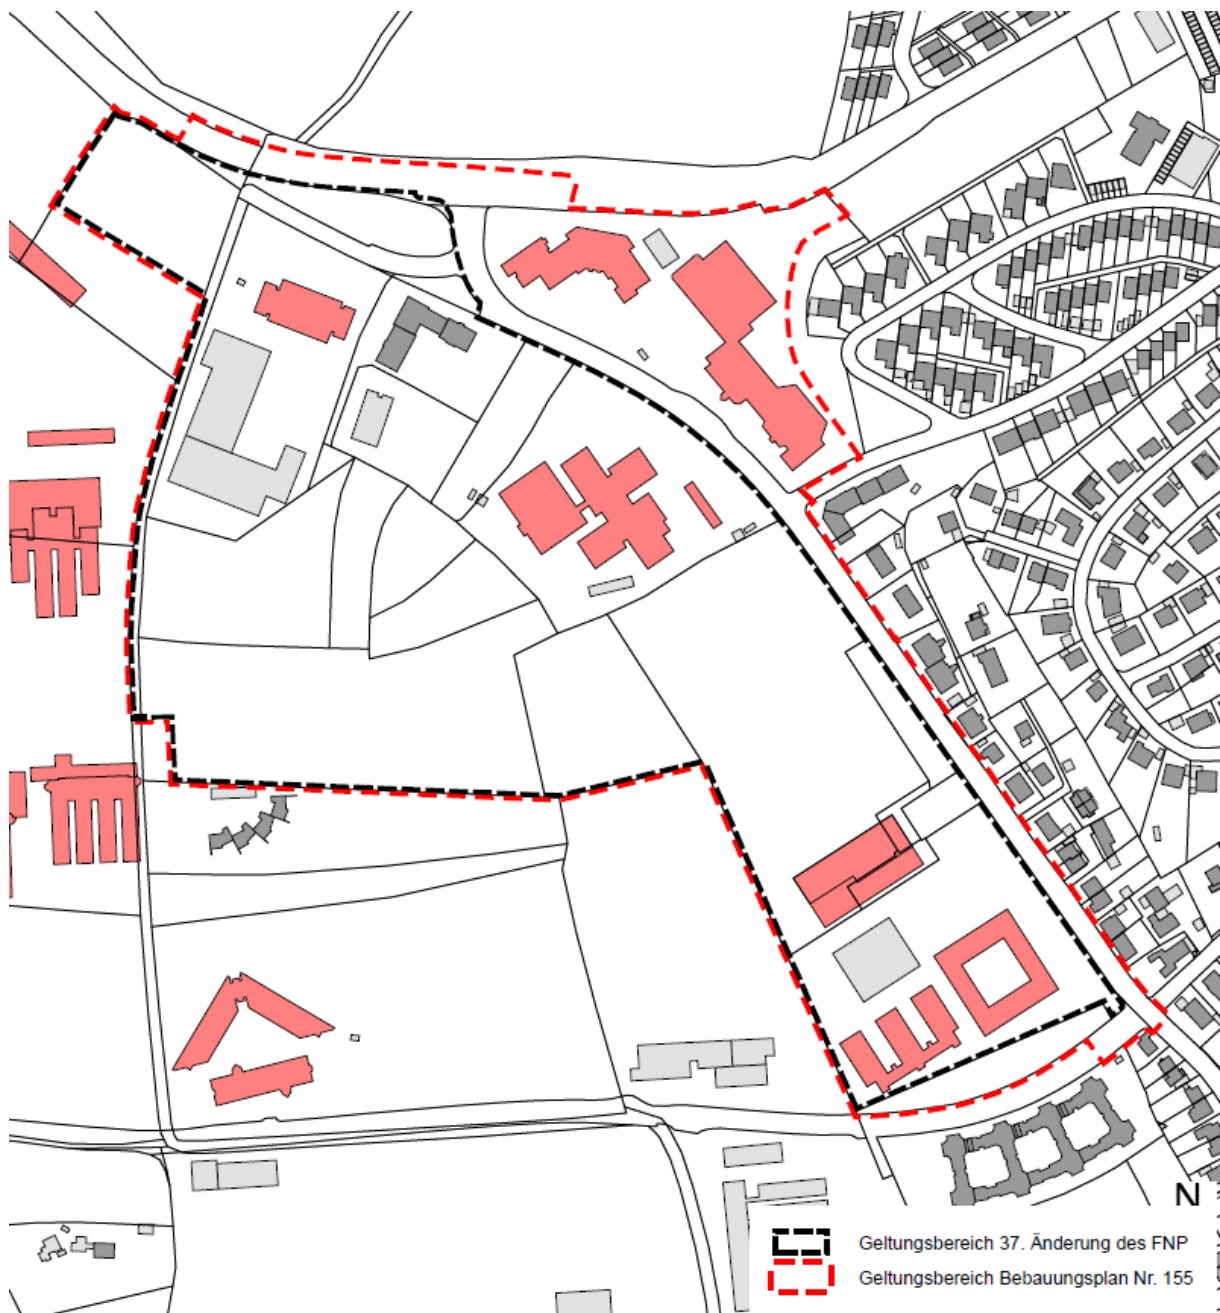 N
Geltungsbereich 37. Änderung des FNP
Geltungsbereich Bebauungsplan Nr. 155